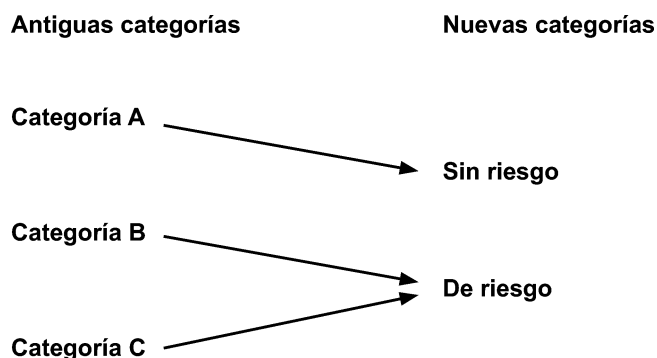 Antiguas categorías Nuevas categorías
Categoría A
Sin riesgo
Categoría B
De riesgo
Categoría C